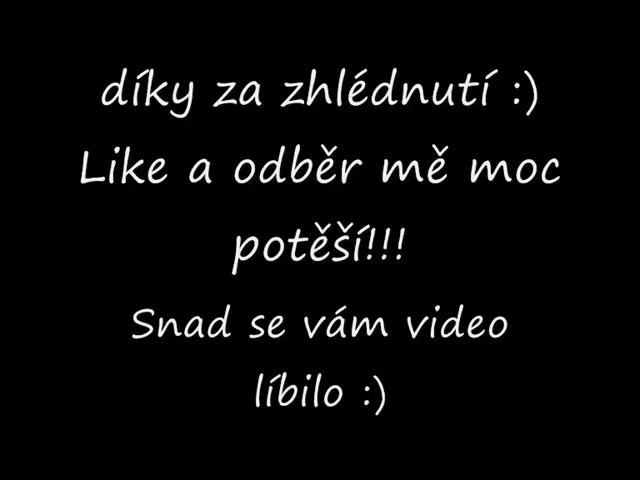 díky za zhlédnutí :)
Like a odběr mě moc
potěší!!!
Snad se vám video
líbilo :)